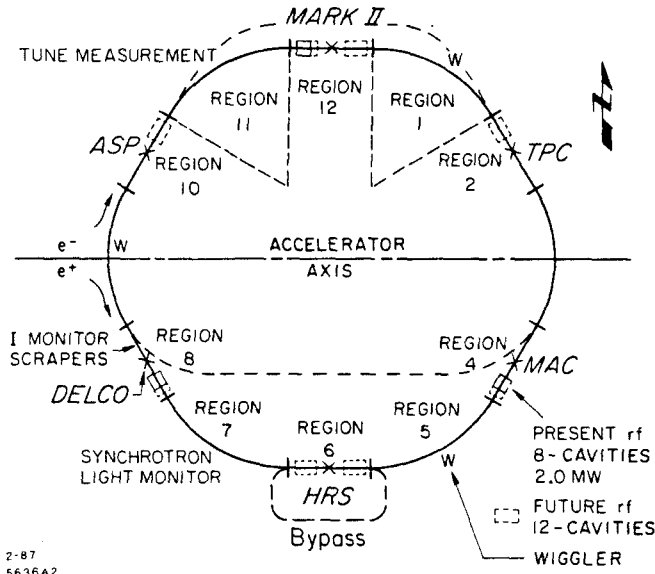 MARK II
TUNE MEASUREMENT
W
REGION
12
REGION
11
REGION
1
ASP
TPC
REGION
10
REGION
2
W
e-
e+
ACCELERATOR
AXIS
I MONITOR
SCRAPERS
REGION
8
REGION
4
MAC
DELCO
REGION
7
REGION
6
REGION
5
SYNCHROTRON
LIGHT MONITOR
HRS
W
PRESENT rf
8-CAVITIES
2.0 MW
FUTURE rf
12-CAVITIES
Bypass
WIGGLER
2-87
5636A2